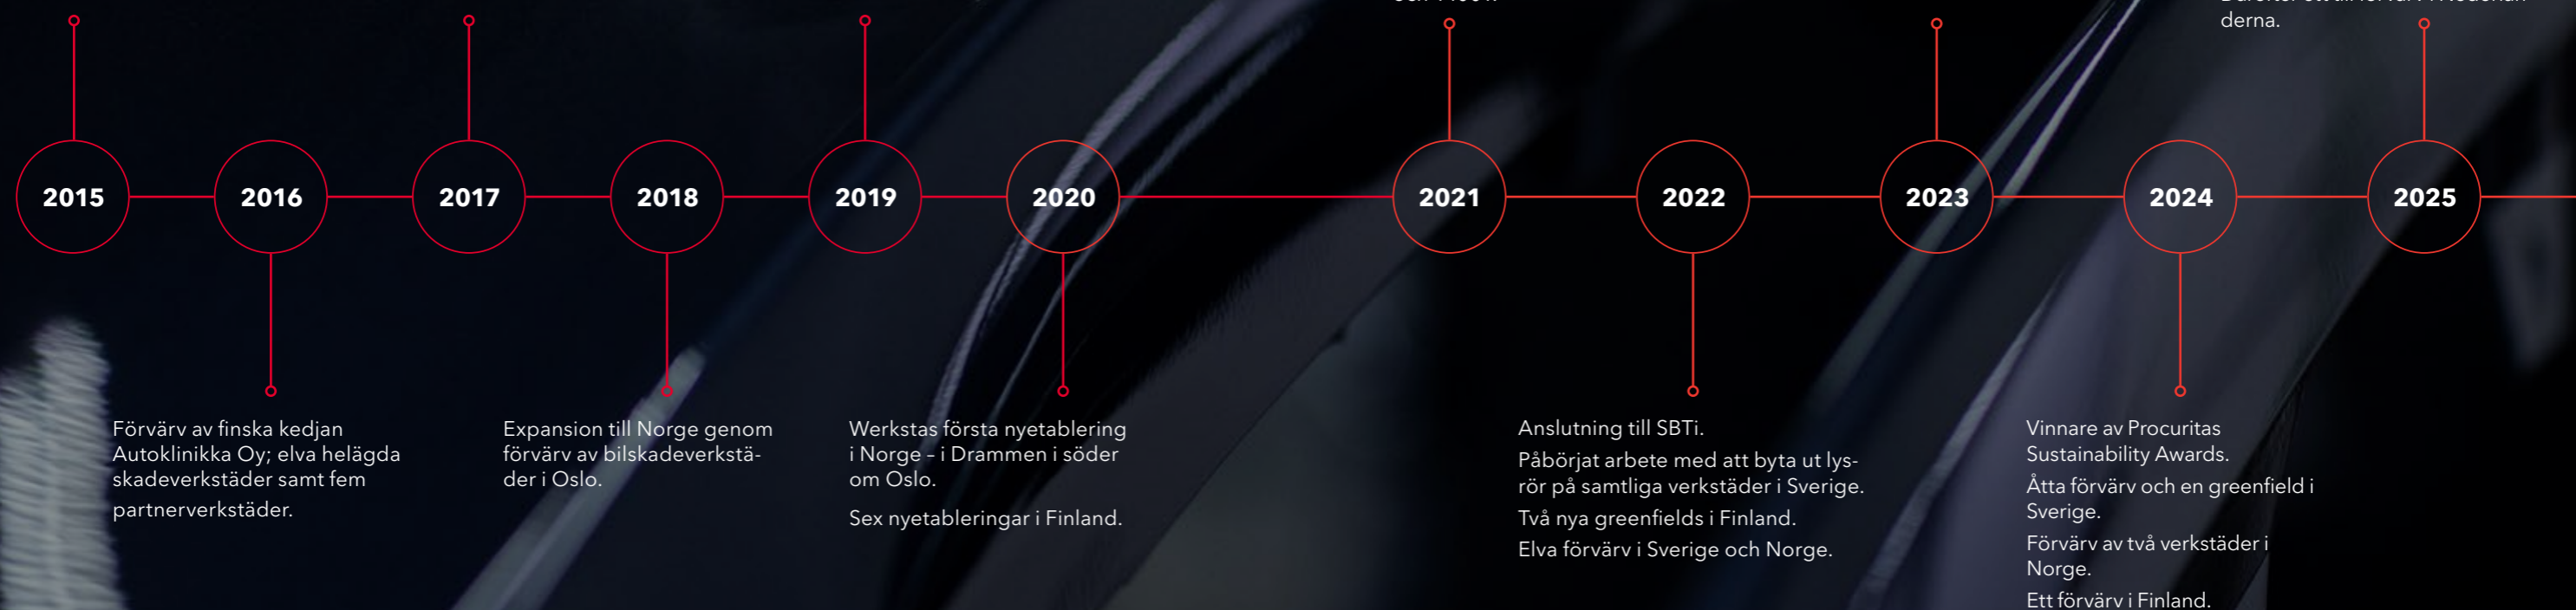 derna.
2015
2016
2017
2018
2019
2020
2021
2022
2023
2024
2025
Förvärv av finska kedjan
Autoklinikka Oy; elva helägda
skadeverkstäder samt fem
partnerverkstäder.
Expansion till Norge genom
förvärv av bilskadeverkstä-
der i Oslo.
Werkstas första nyetablering
i Norge – i Drammen i söder
om Oslo.
Sex nyetableringar i Finland.
Anslutning till SBTi.
Påbörjat arbete med att byta ut lys-
rör på samtliga verkstäder i Sverige.
Två nya greenfields i Finland.
Elva förvärv i Sverige och Norge.
Vinnare av Procuritas
Sustainability Awards.
Åtta förvärv och en greenfield i
Sverige.
Förvärv av två verkstäder i
Norge.
Ett förvärv i Finland.